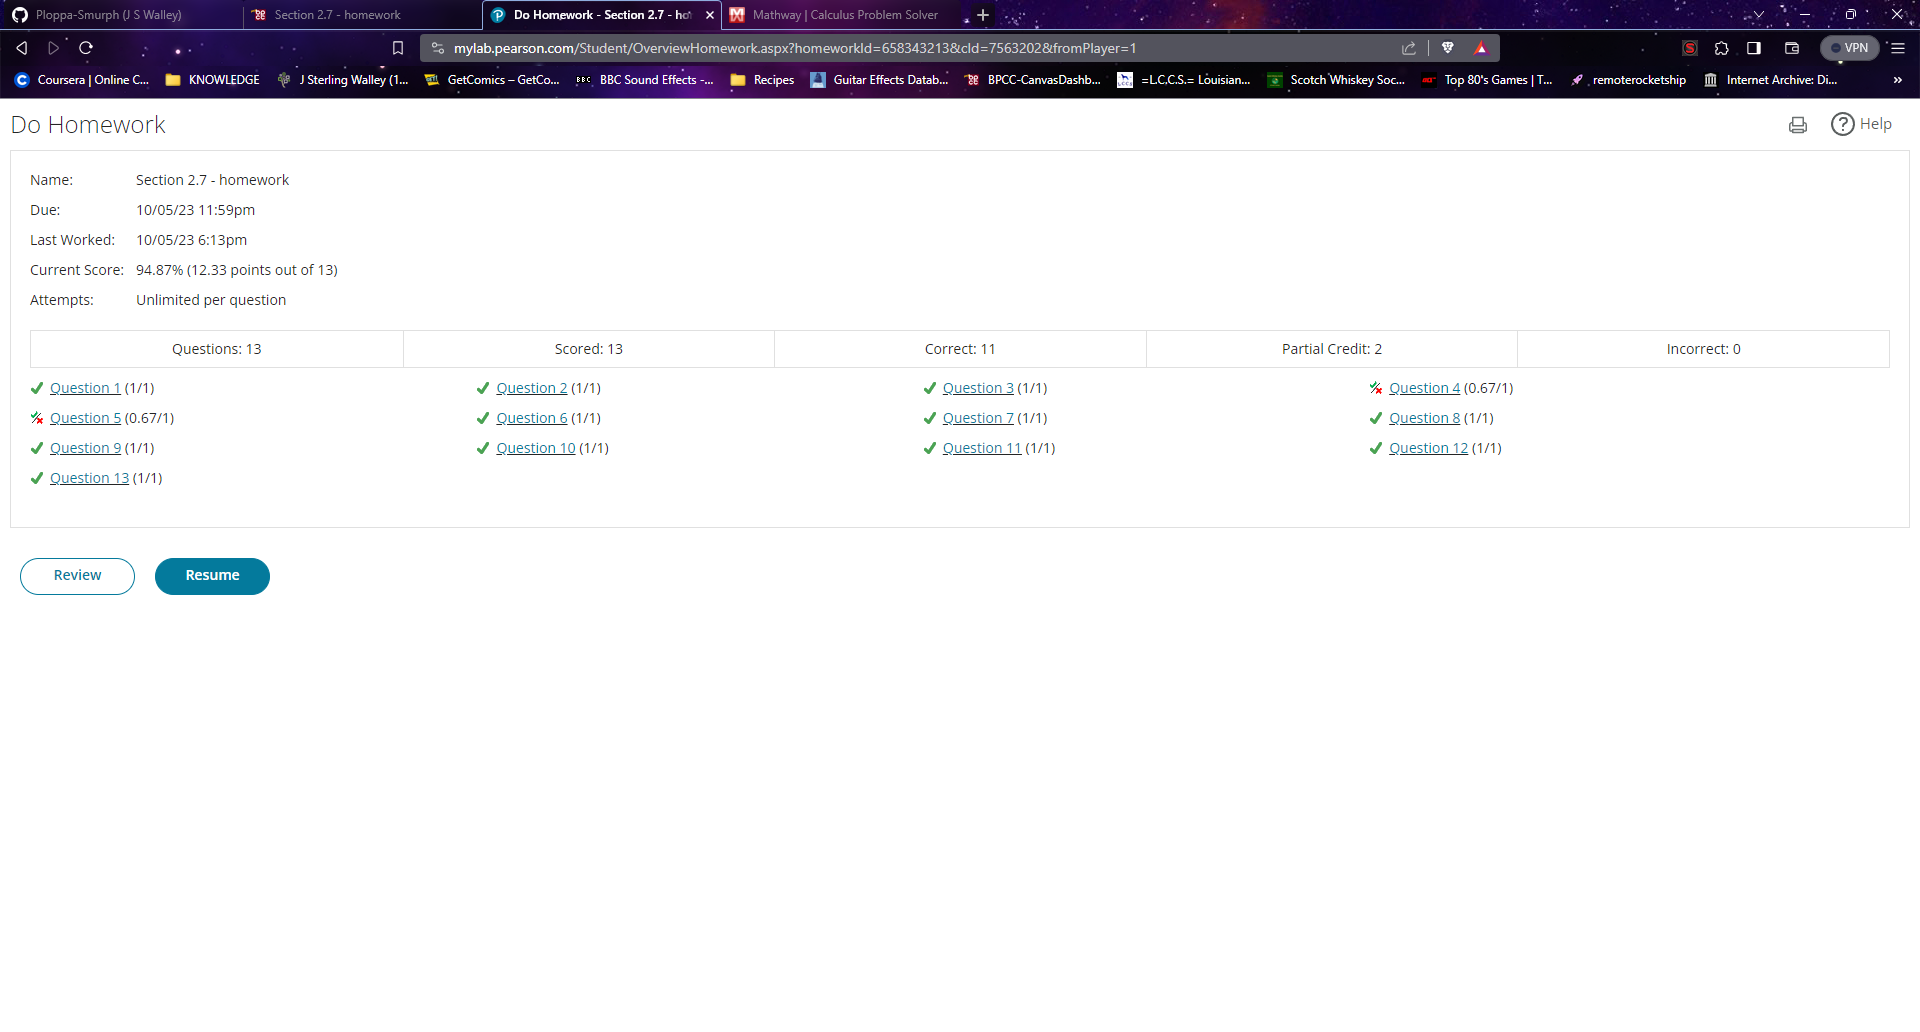 Ploppa-Smurph (J S Walley)
Section 2.7 - homework
Do Homework - Section 2.7 - ho
Mathway | Calculus Problem Solver
mylab.pearson.com/Student/OverviewHomework.aspx?homeworkId=658343213&cId=7563202&fromPlayer=1
VPN
Coursera | Online C...
KNOWLEDGE
J Sterling Walley (1...
GetComics – GetCo...
BBC
BBC Sound Effects -...
Recipes
Guitar Effects Datab...
BPCC-CanvasDashb...
LCCS
=L.C.C.S.= Louisian...
Scotch Whiskey Soc...
Top 80's Games | T...
remoterocketship
Internet Archive: Di...
»
Do Homework
? Help
Name: Section 2.7 - homework
Due: 10/05/23 11:59pm
Last Worked: 10/05/23 6:13pm
Current Score: 94.87% (12.33 points out of 13)
Attempts: Unlimited per question
Questions: 13 Scored: 13 Correct: 11 Partial Credit: 2 Incorrect: 0
Question 1 (1/1) Question 2 (1/1) Question 3 (1/1) Question 4 (0.67/1)
Question 5 (0.67/1) Question 6 (1/1) Question 7 (1/1) Question 8 (1/1)
Question 9 (1/1) Question 10 (1/1) Question 11 (1/1) Question 12 (1/1)
Question 13 (1/1)
Review Resume